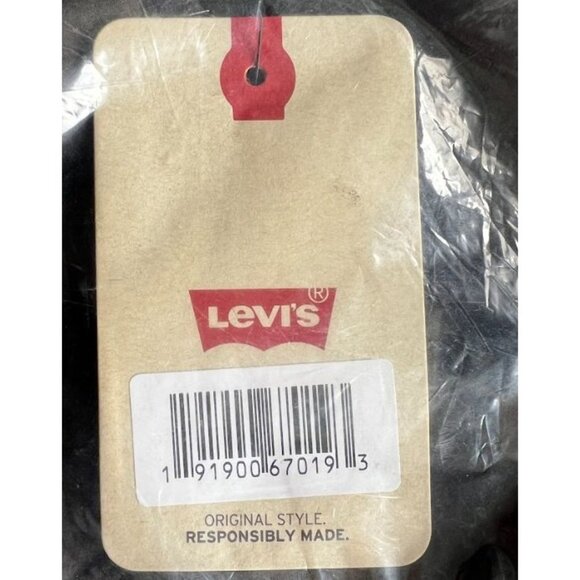 LEVI'S®
1 91900 67019 3
ORIGINAL STYLE.
RESPONSIBLY MADE.